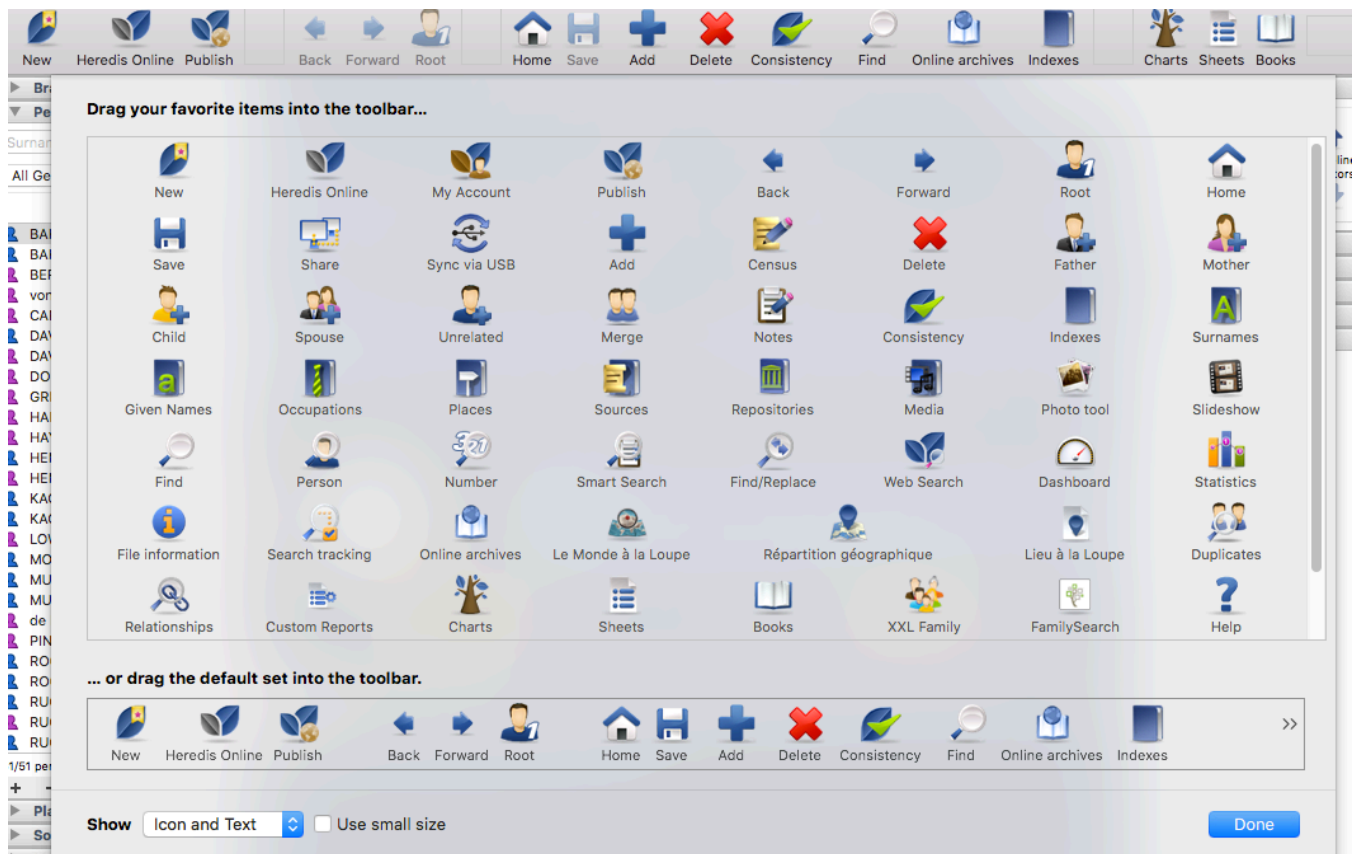 New Heredis Online Publish Back Forward Root Home Save Add Delete Consistency Find Online archives Indexes Charts Sheets Books
Drag your favorite items into the toolbar...
New Heredis Online My Account Publish Back Forward Root Home
Save Share Sync via USB Add Census Delete Father Mother
Child Spouse Unrelated Merge Notes Consistency Indexes Surnames
Given Names Occupations Places Sources Repositories Media Photo tool Slideshow
Find Person Number Smart Search Find/Replace Web Search Dashboard Statistics
File information Search tracking Online archives Le Monde à la Loupe Répartition géographique Lieu à la Loupe Duplicates
Relationships Custom Reports Charts Sheets Books XXL Family FamilySearch Help
... or drag the default set into the toolbar.
New Heredis Online Publish Back Forward Root Home Save Add Delete Consistency Find Online archives Indexes >>
Show Icon and Text Use small size Done
All Ge
von
de
1/51 per